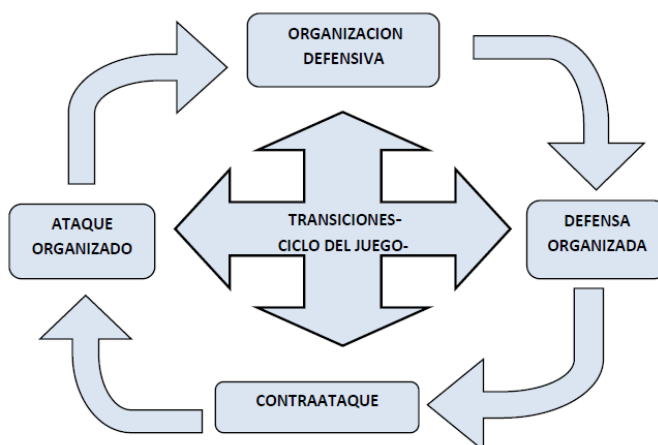 ORGANIZACION
DEFENSIVA
ATAQUE
ORGANIZADO
TRANSICIONES-
CICLO DEL JUEGO-
DEFENSA
ORGANIZADA
CONTRAATAQUE